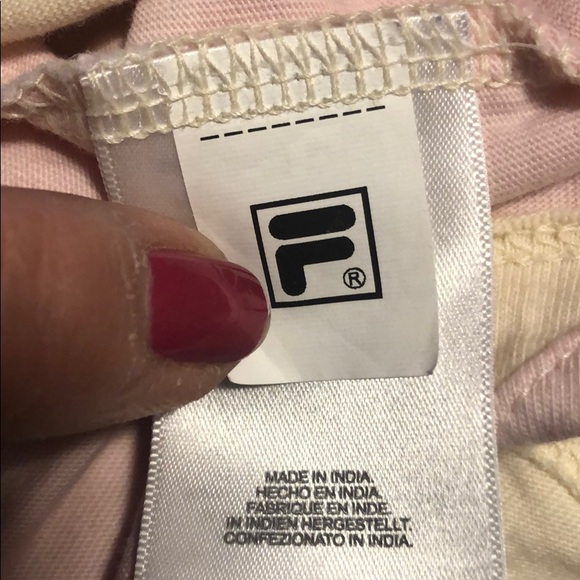 F®
MADE IN INDIA.
HECHO EN INDIA.
FABRIQUE EN INDE.
IN INDIEN HERGESTELLT.
CONFEZIONATO IN INDIA.